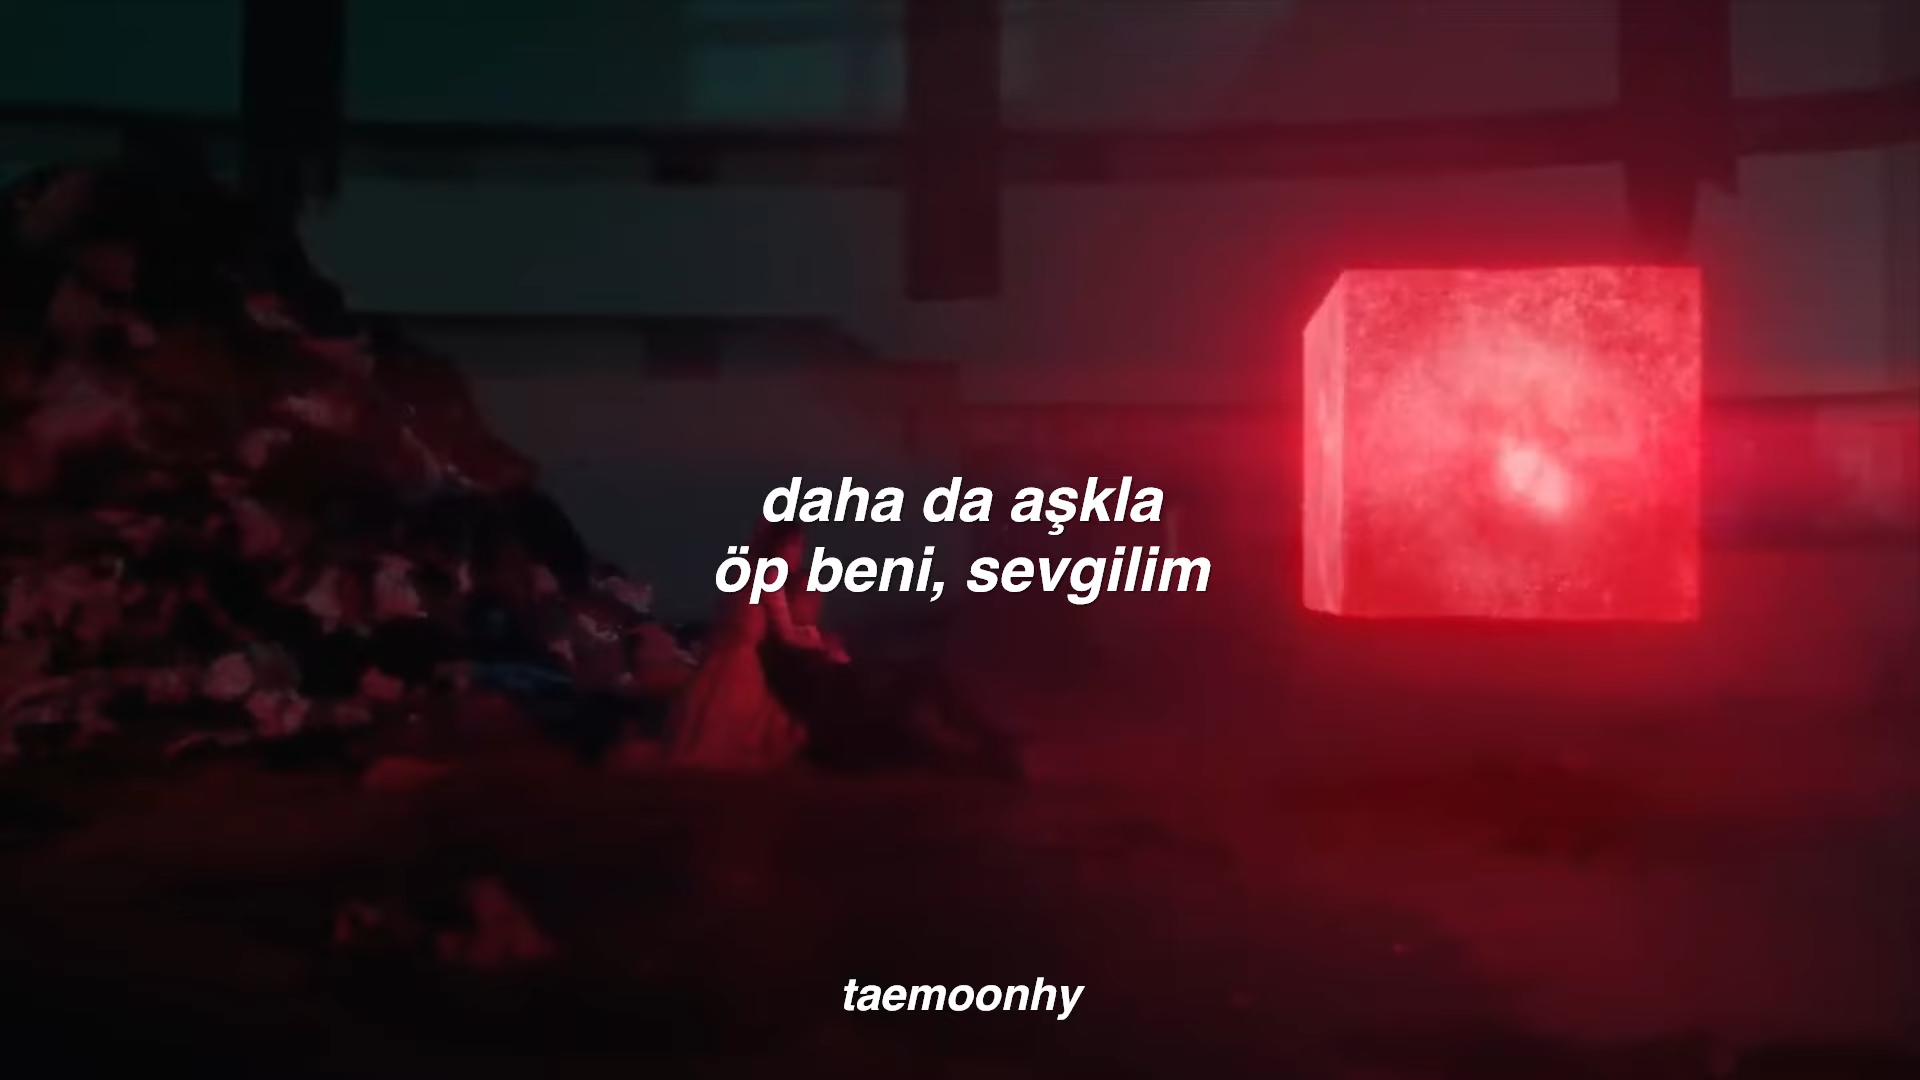 daha da aşkla
öp beni, sevgilim
taemoonhy